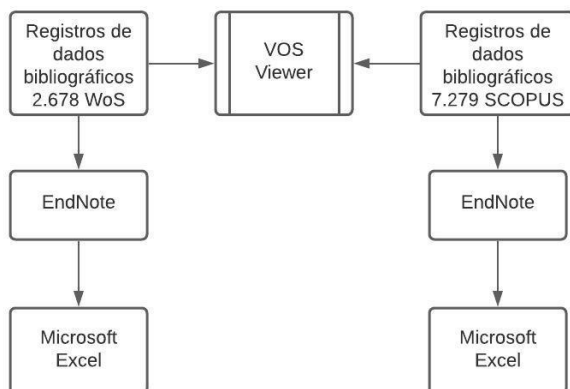 Registros de
dados
bibliográficos
2.678 WoS
VOS
Viewer
Registros de
dados
bibliográficos
7.279 SCOPUS
EndNote
EndNote
Microsoft
Excel
Microsoft
Excel